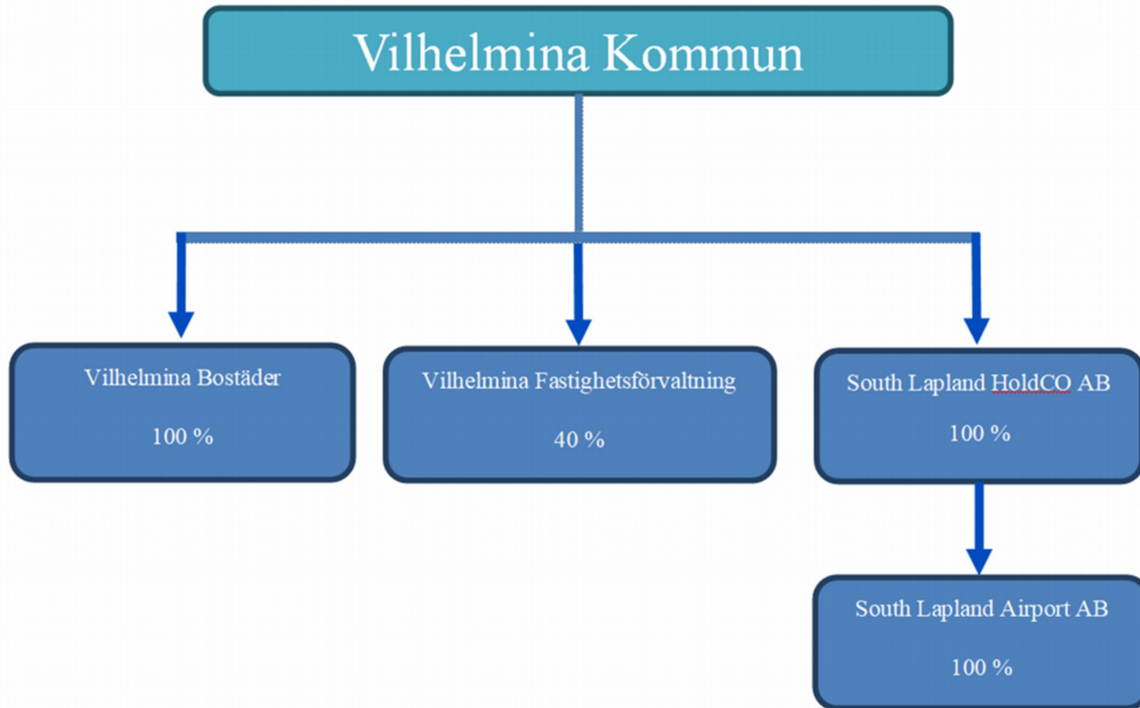 Vilhelmina Kommun
Vilhelmina Bostäder
100 %
Vilhelmina Fastighetsförvaltning
40 %
South Lapland HoldCO AB
100 %
South Lapland Airport AB
100 %